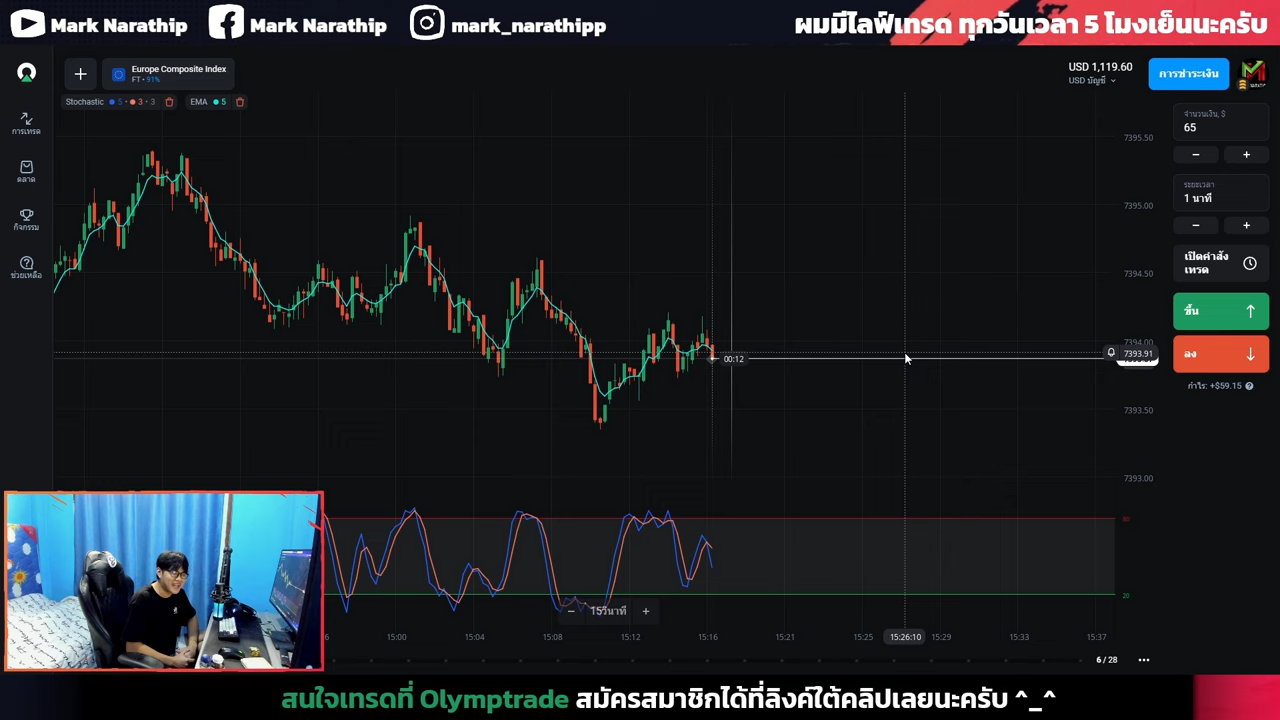 Mark Narathip
Mark Narathip
mark_narathipp
ผมมีไลฟ์เทรด ทุกวันเวลา 5 โมงเย็นนะครับ
Europe Composite Index
FT • 91%
USD 1,119.60
USD บัญชี
การชำระเงิน
Stochastic 5 • 3 • 3
EMA 5
การเทรด
ตลาด
กิจกรรม
ช่วยเหลือ
จำนวนเงิน, $
65
ระยะเวลา
1 นาที
เปิดคำสั่ง
เทรด
ขึ้น
ลง
กำไร: +$59.15
7395.50
7395.00
7394.50
7394.00
7393.91
7393.50
7393.00
00:12
80
20
15วินาที
15:00
15:04
15:08
15:12
15:16
15:21
15:25
15:26:10
15:29
15:33
15:37
6 / 28
สนใจเทรดที่ Olymptrade สมัครสมาชิกได้ที่ลิงค์ใต้คลิปเลยนะครับ ^_^